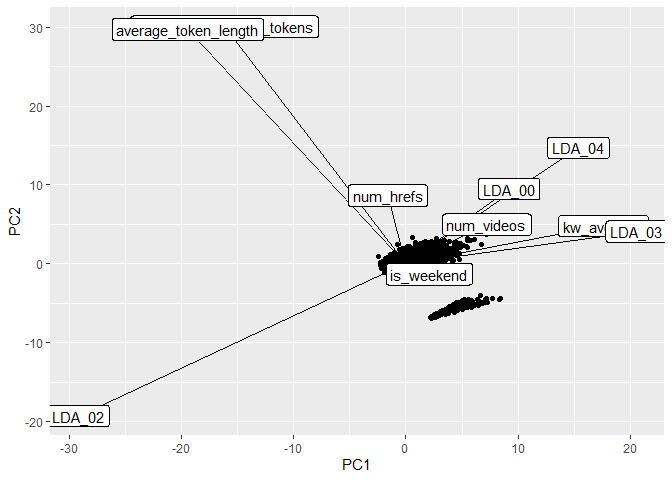 30
20
10
0
-10
-20
PC2
average_token_length
_tokens
LDA_04
LDA_00
num_hrefs
num_videos
kw_av
LDA_03
is_weekend
LDA_02
-30
-20
-10
0
10
20
PC1